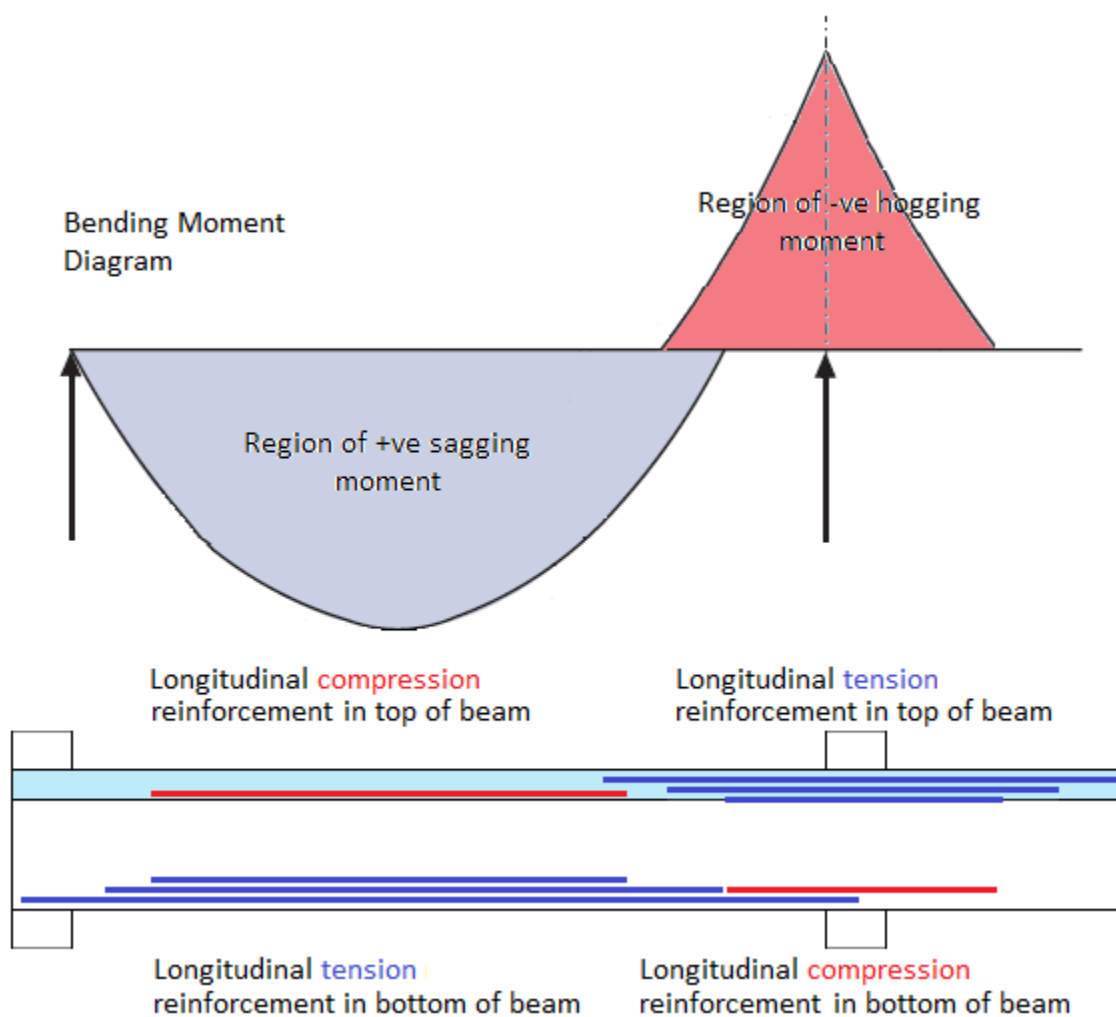 Bending Moment
Diagram
Region of -ve hogging
moment
Region of +ve sagging
moment
Longitudinal compression
reinforcement in top of beam
Longitudinal tension
reinforcement in top of beam
Longitudinal tension
reinforcement in bottom of beam
Longitudinal compression
reinforcement in bottom of beam